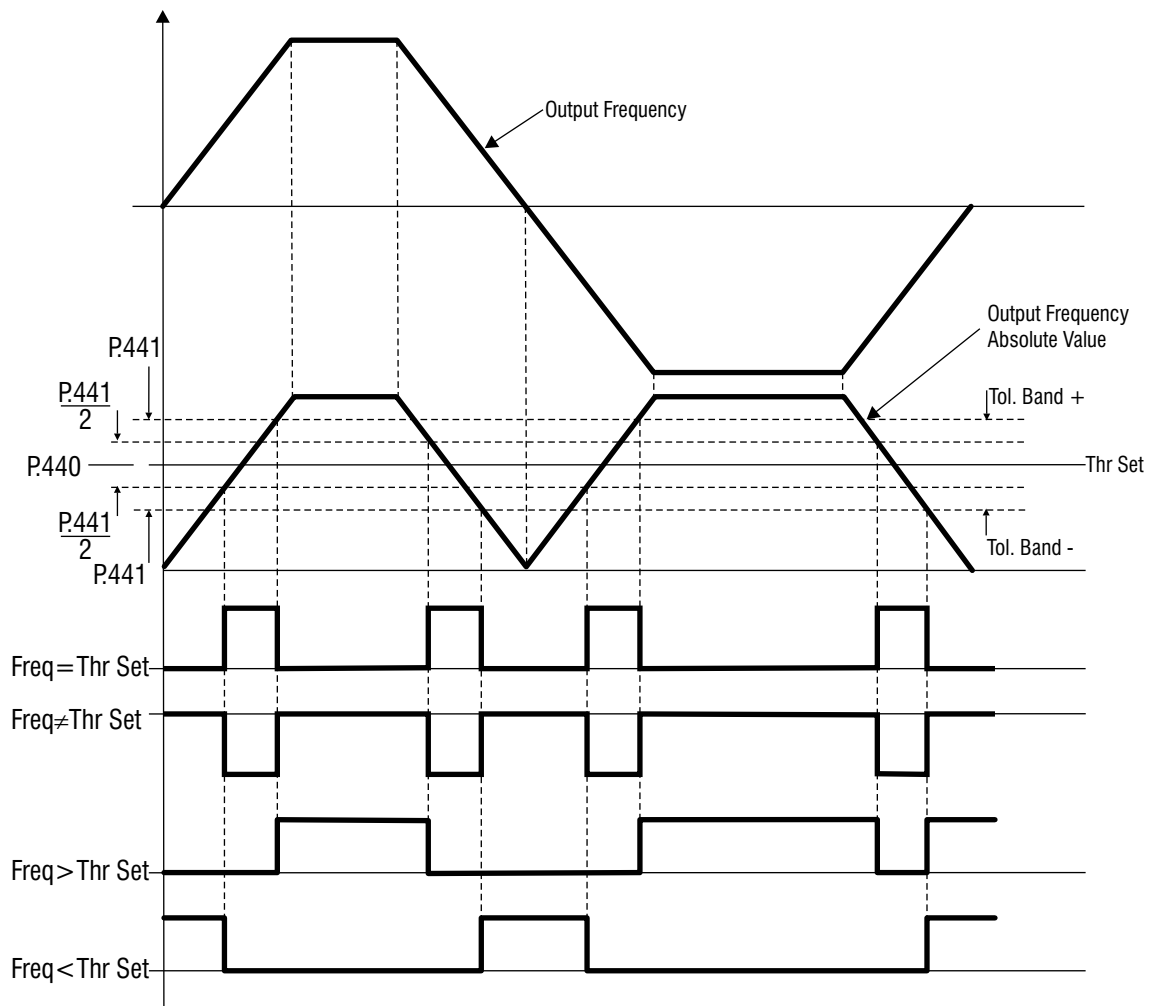 Output Frequency
Output Frequency
Absolute Value
P.441
P.441
2
Tol. Band +
P.440
Thr Set
P.441
2
Tol. Band -
P.441
Freq=Thr Set
Freq≠Thr Set
Freq>Thr Set
Freq<Thr Set